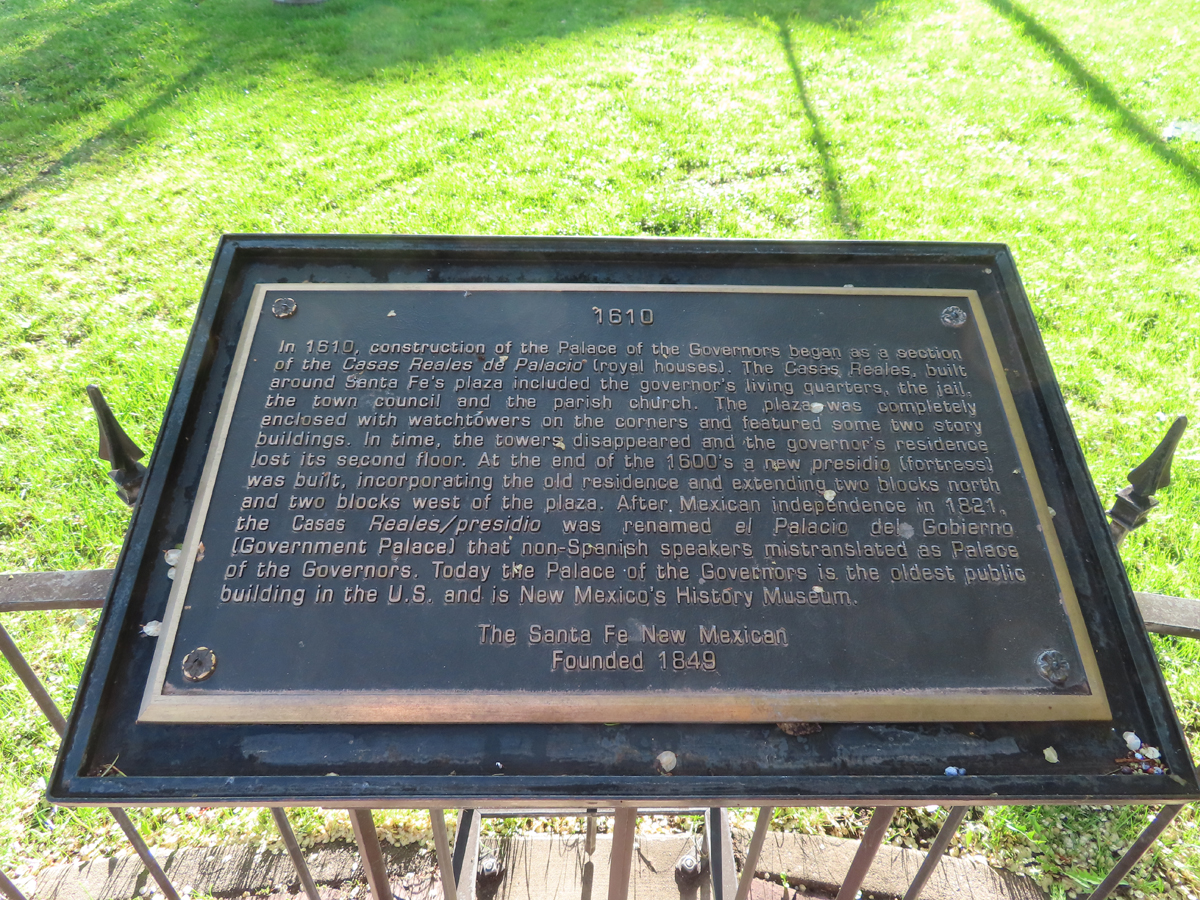 1610
In 1610, construction of the Palace of the Governors began as a section
of the Casas Reales de Palacio (royal houses). The Casas Reales, built
around Santa Fe's plaza included the governor's living quarters, the jail,
the town council and the parish church. The plaza was completely
enclosed with watchtowers on the corners and featured some two story
buildings. In time, the towers disappeared and the governor's residence
lost its second floor. At the end of the 1600's a new presidio (fortress)
was built, incorporating the old residence and extending two blocks north
and two blocks west of the plaza. After Mexican independence in 1821,
the Casas Reales/presidio was renamed el Palacio del Gobierno
(Government Palace) that non-Spanish speakers mistranslated as Palace
of the Governors. Today the Palace of the Governors is the oldest public
building in the U.S. and is New Mexico's History Museum.
The Santa Fe New Mexican
Founded 1849